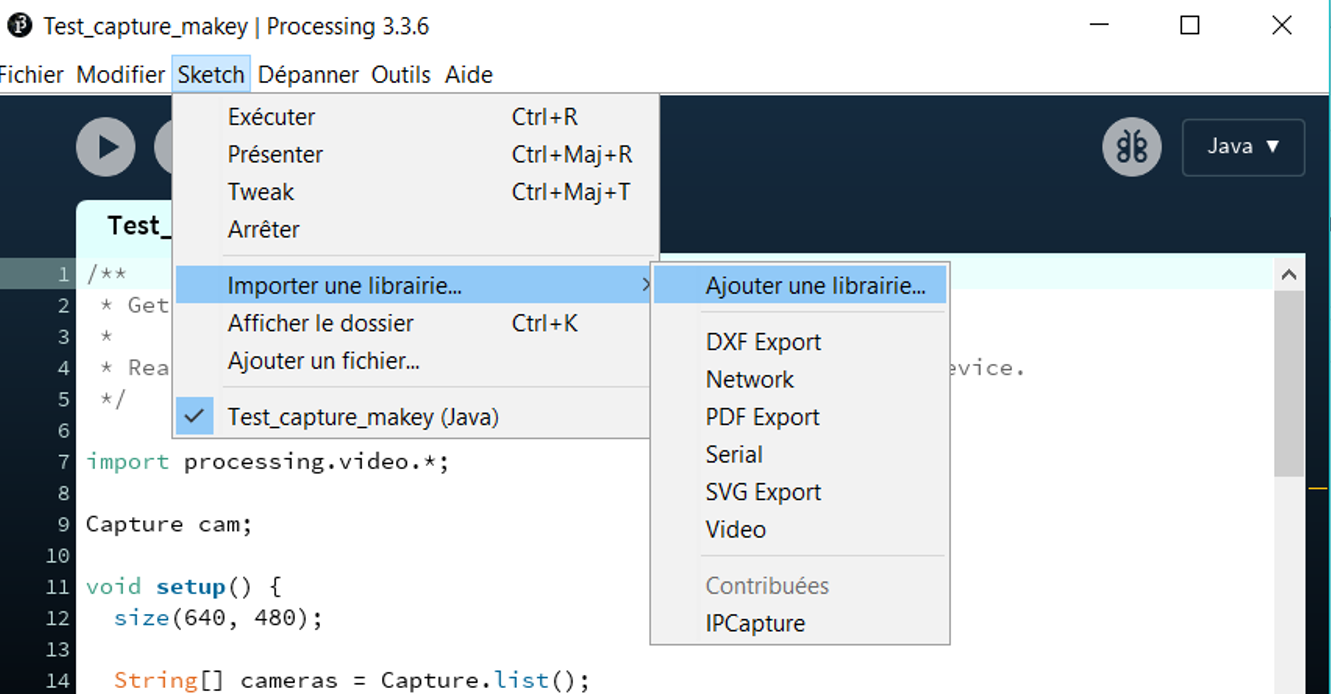 Test_capture_makey | Processing 3.3.6
Fichier Modifier Sketch Dépanner Outils Aide
Exécuter Ctrl+R
Présenter Ctrl+Maj+R
Tweak Ctrl+Maj+T
Arrêter
Importer une librairie...
Afficher le dossier Ctrl+K
Ajouter un fichier...
Test_capture_makey (Java)
Ajouter une librairie...
DXF Export
Network
PDF Export
Serial
SVG Export
Video
Contribuées
IPCapture
Java ▼
Test_
1 /**
2 * Get
3 *
4 * Rea evice.
5 */
6
7 import processing.video.*;
8
9 Capture cam;
10
11 void setup() {
12 size(640, 480);
13
14 String[] cameras = Capture.list();